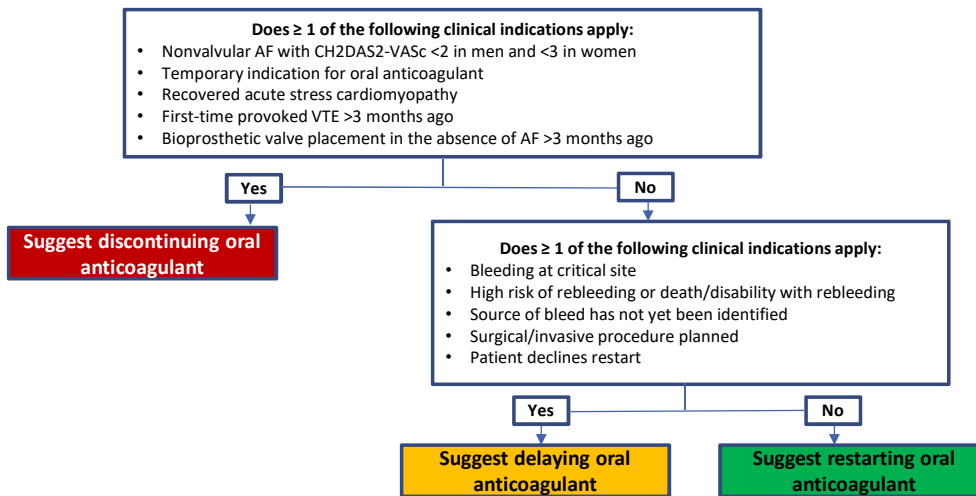 Does ≥ 1 of the following clinical indications apply:
• Nonvalvular AF with CH2DAS2-VASc <2 in men and <3 in women
• Temporary indication for oral anticoagulant
• Recovered acute stress cardiomyopathy
• First-time provoked VTE >3 months ago
• Bioprosthetic valve placement in the absence of AF >3 months ago
Yes
No
Suggest discontinuing oral
anticoagulant
Does ≥ 1 of the following clinical indications apply:
• Bleeding at critical site
• High risk of rebleeding or death/disability with rebleeding
• Source of bleed has not yet been identified
• Surgical/invasive procedure planned
• Patient declines restart
Yes
No
Suggest delaying oral
anticoagulant
Suggest restarting oral
anticoagulant